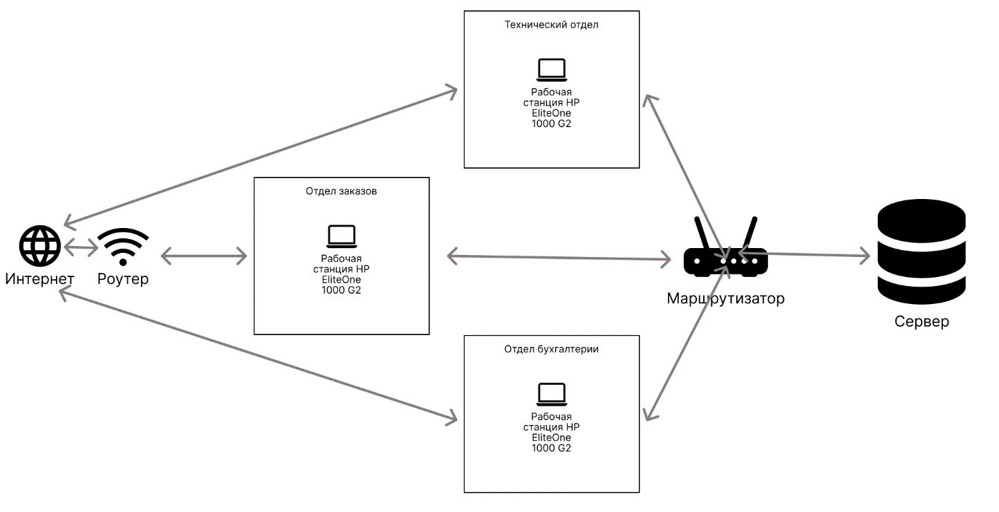 Технический отдел
Рабочая
станция HP
EliteOne
1000 G2
Отдел заказов
Рабочая
станция HP
EliteOne
1000 G2
Интернет
Роутер
Маршрутизатор
Сервер
Отдел бухгалтерии
Рабочая
станция HP
EliteOne
1000 G2